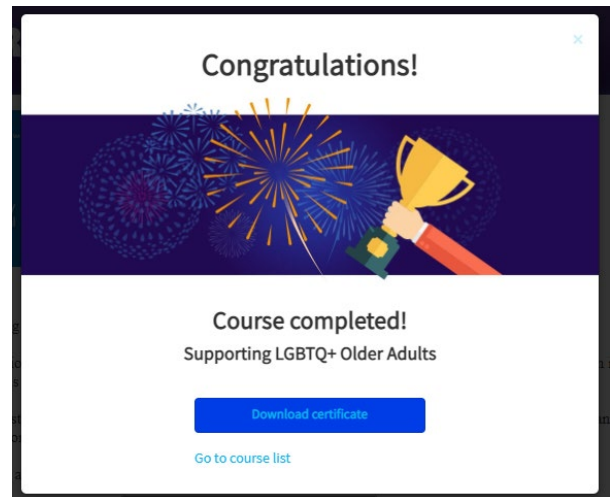 Congratulations!
Course completed!
Supporting LGBTQ+ Older Adults
Download certificate
Go to course list